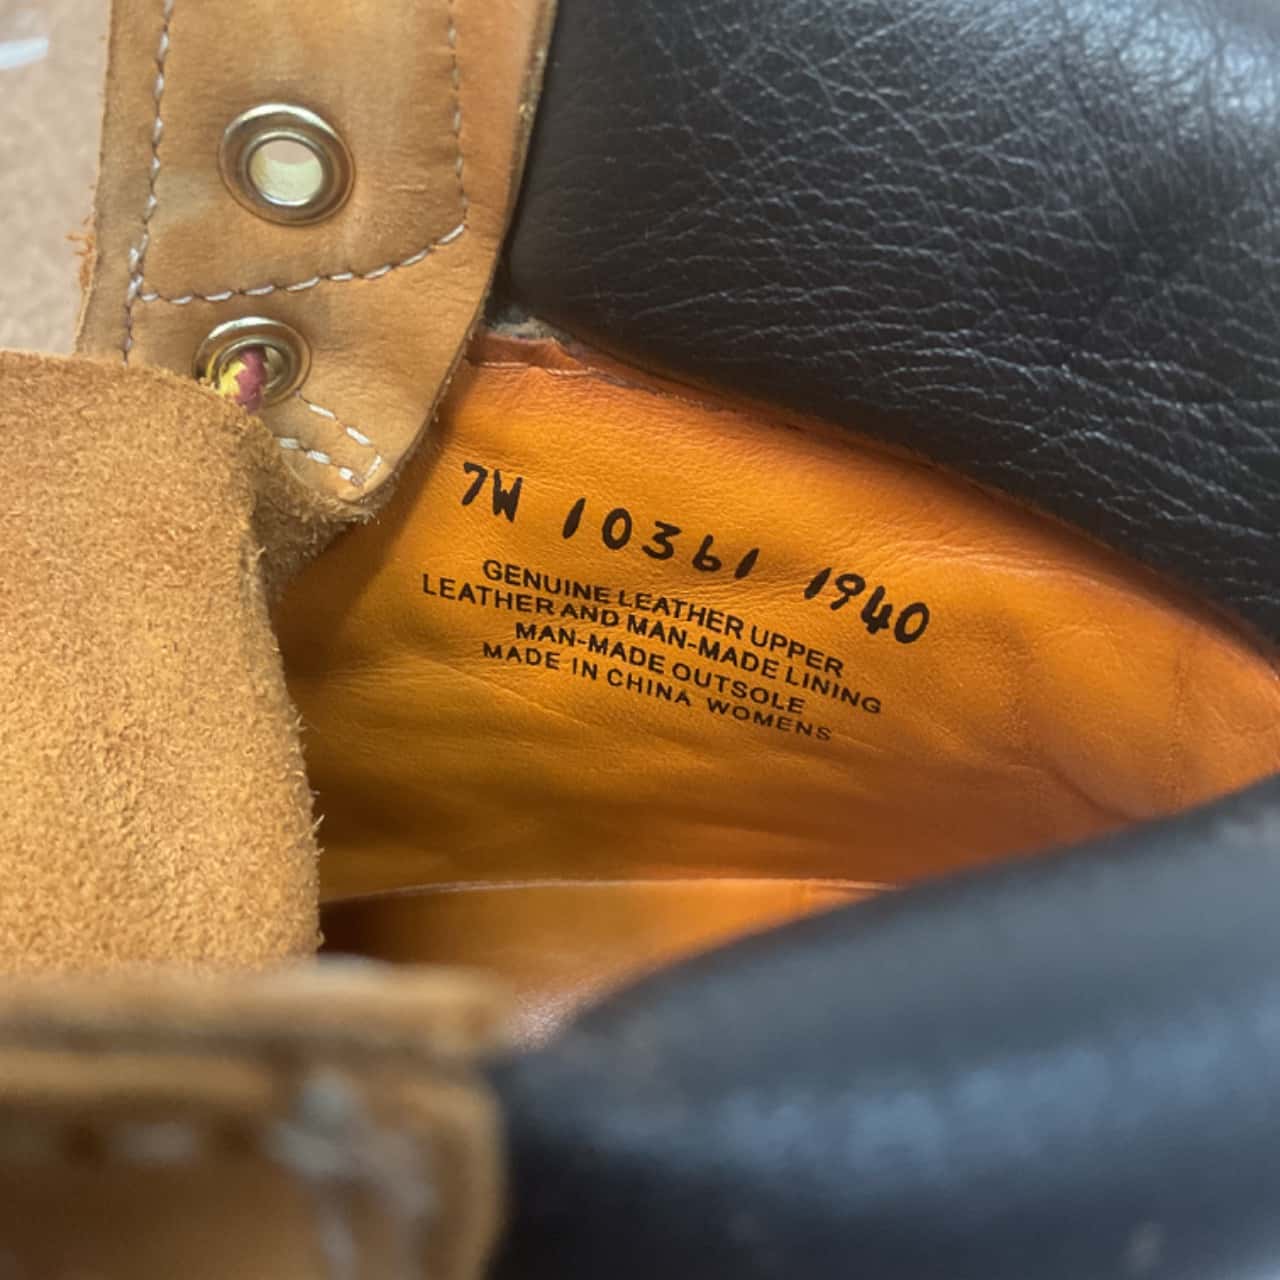 7W 10361 1940
GENUINE LEATHER UPPER
LEATHER AND MAN-MADE LINING
MAN-MADE OUTSOLE
MADE IN CHINA WOMENS